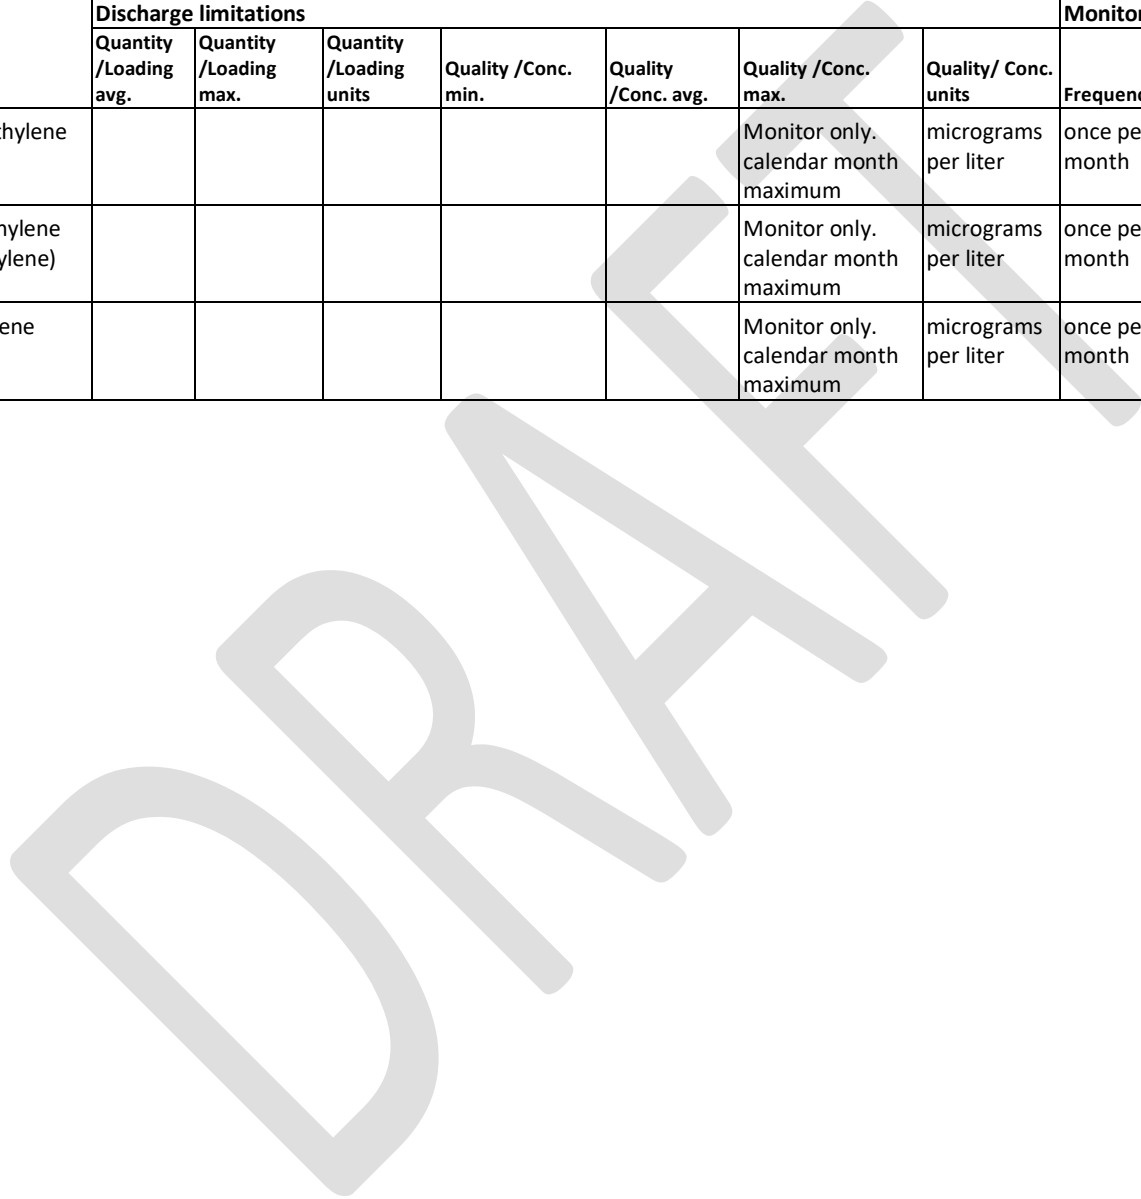 Discharge limitations
Monitor
Quantity
/Loading
avg.
Quantity
/Loading
max.
Quantity
/Loading
units
Quality /Conc.
min.
Quality
/Conc. avg.
Quality /Conc.
max.
Quality/ Conc.
units
Frequenc
thylene
Monitor only.
calendar month
maximum
micrograms
per liter
once pe
month
hylene
ylene)
Monitor only.
calendar month
maximum
micrograms
per liter
once pe
month
ene
Monitor only.
calendar month
maximum
micrograms
per liter
once pe
month
DRAFT